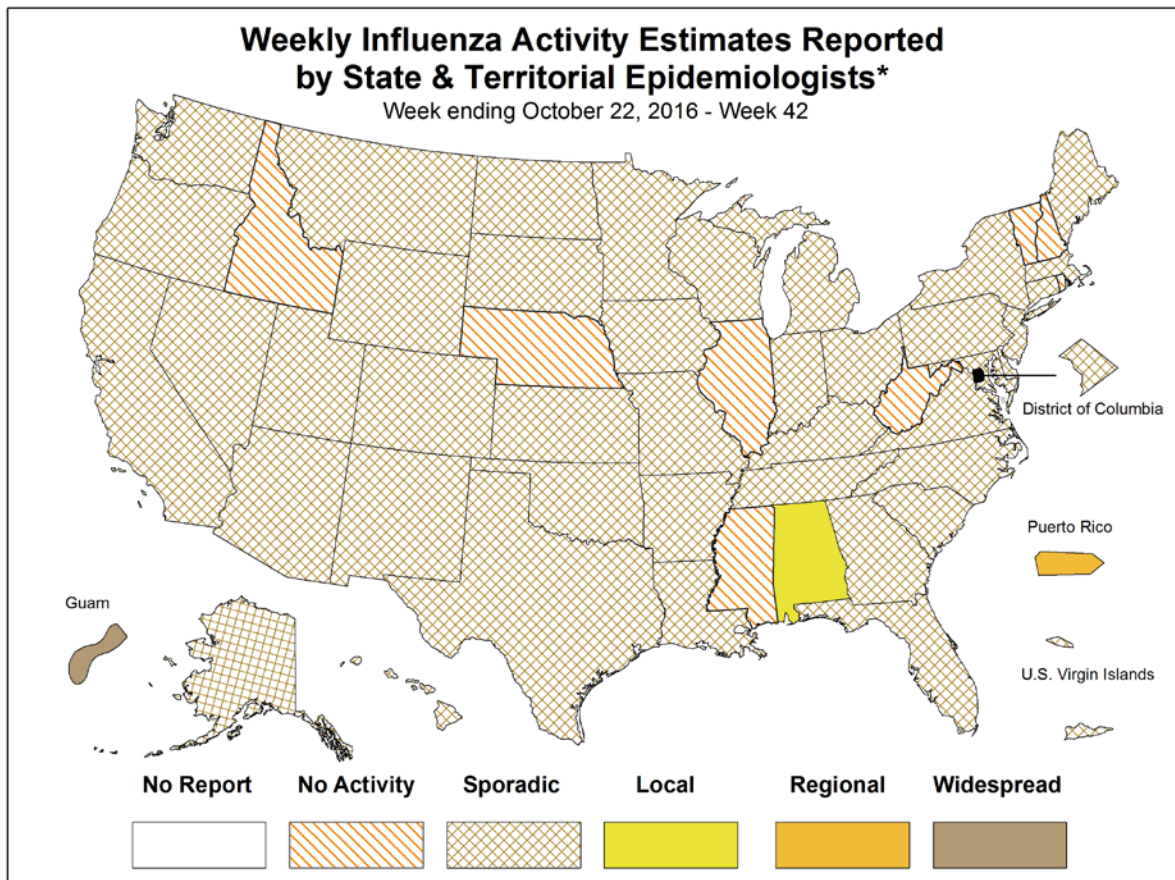 Weekly Influenza Activity Estimates Reported
by State & Territorial Epidemiologists*
Week ending October 22, 2016 - Week 42
District of Columbia
Puerto Rico
Guam
U.S. Virgin Islands
No Report No Activity Sporadic Local Regional Widespread